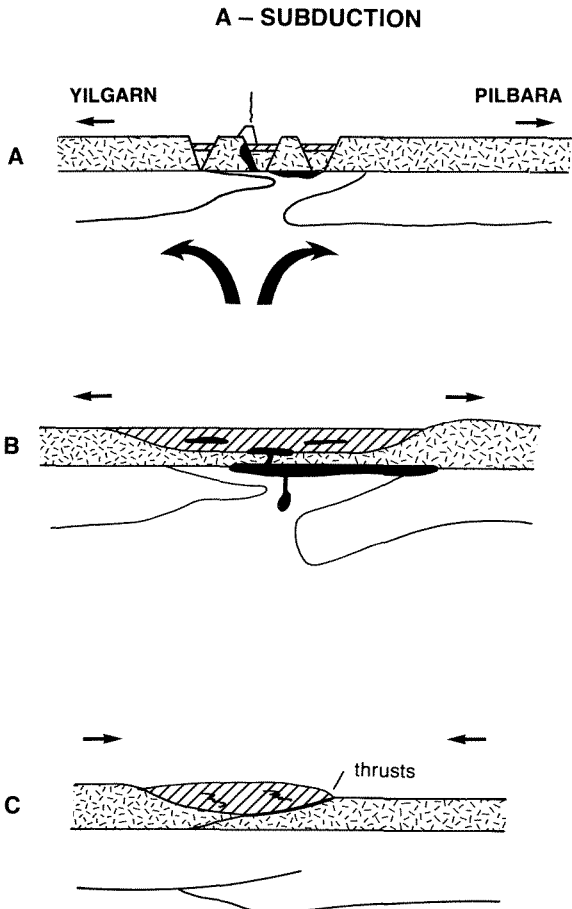 A – SUBDUCTION
YILGARN
PILBARA
A
B
thrusts
C